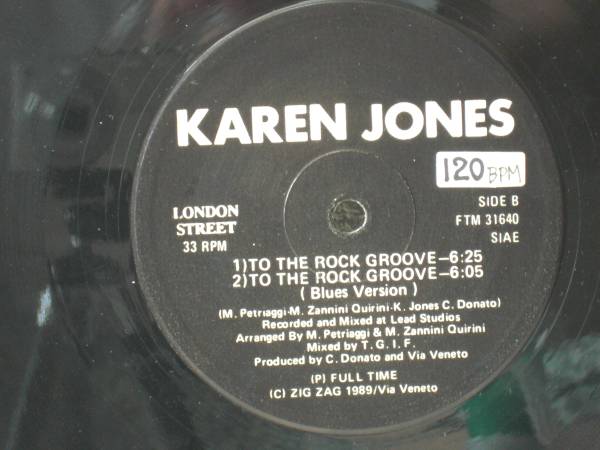 KAREN JONES
120 BPM
LONDON
STREET
33 RPM
SIDE B
FTM 31640
SIAE
1)TO THE ROCK GROOVE–6:25
2)TO THE ROCK GROOVE–6:05
( Blues Version )
(M. Petriaggi-M. Zannini Quirini-K. Jones C. Donato)
Recorded and Mixed at Lead Studios
Arranged By M. Petriaggi & M. Zannini Quirini
Mixed by T.G.I.F.
Produced by C. Donato and Via Veneto
(P) FULL TIME
(C) ZIG ZAG 1989/Via Veneto